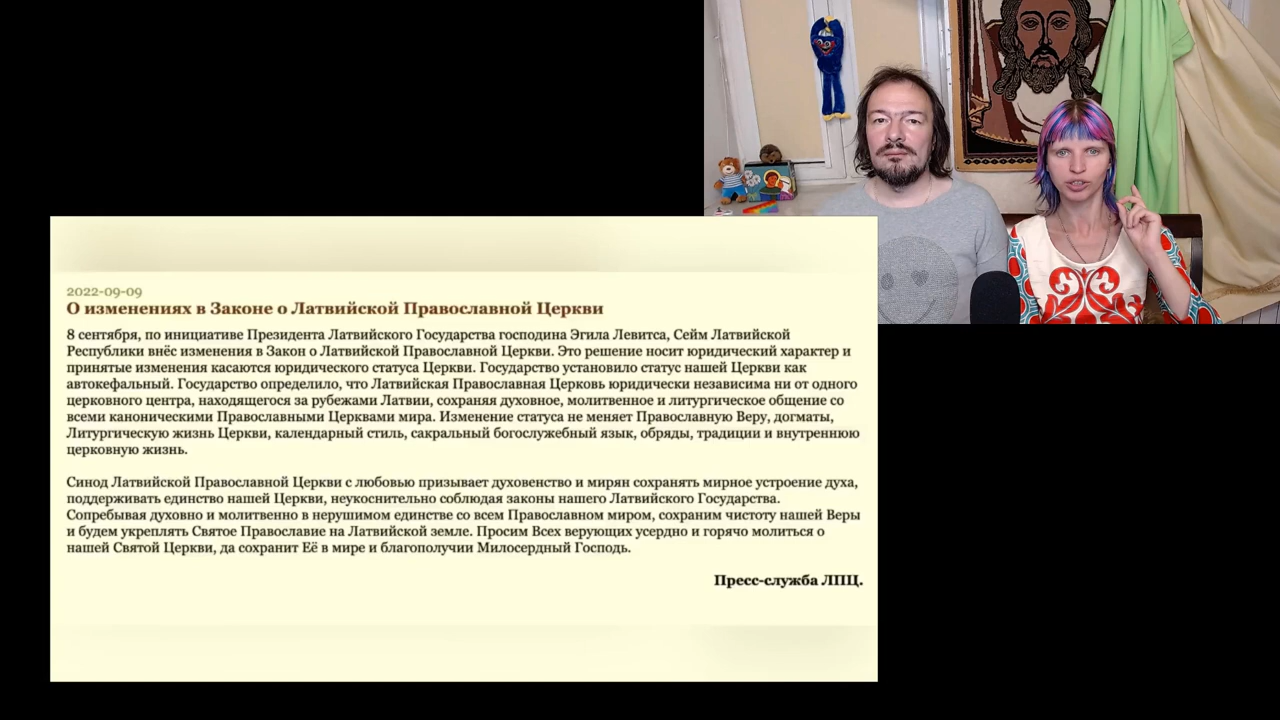 2022-09-09
О изменениях в Законе о Латвийской Православной Церкви
8 сентября, по инициативе Президента Латвийского Государства господина Эгила Левитса, Сейм Латвийской
Республики внёс изменения в Закон о Латвийской Православной Церкви. Это решение носит юридический характер и
принятые изменения касаются юридического статуса Церкви. Государство установило статус нашей Церкви как
автокефальный. Государство определило, что Латвийская Православная Церковь юридически независима ни от одного
церковного центра, находящегося за рубежами Латвии, сохраняя духовное, молитвенное и литургическое общение со
всеми каноническими Православными Церквами мира. Изменение статуса не меняет Православную Веру, догматы,
Литургическую жизнь Церкви, календарный стиль, сакральный богослужебный язык, обряды, традиции и внутреннюю
церковную жизнь.
Синод Латвийской Православной Церкви с любовью призывает духовенство и мирян сохранять мирное устроение духа,
поддерживать единство нашей Церкви, неукоснительно соблюдая законы нашего Латвийского Государства.
Сопребывая духовно и молитвенно в нерушимом единстве со всем Православным миром, сохраним чистоту нашей Веры
и будем укреплять Святое Православие на Латвийской земле. Просим Всех верующих усердно и горячо молиться о
нашей Святой Церкви, да сохранит Её в мире и благополучии Милосердный Господь.
Пресс-служба ЛПЦ.